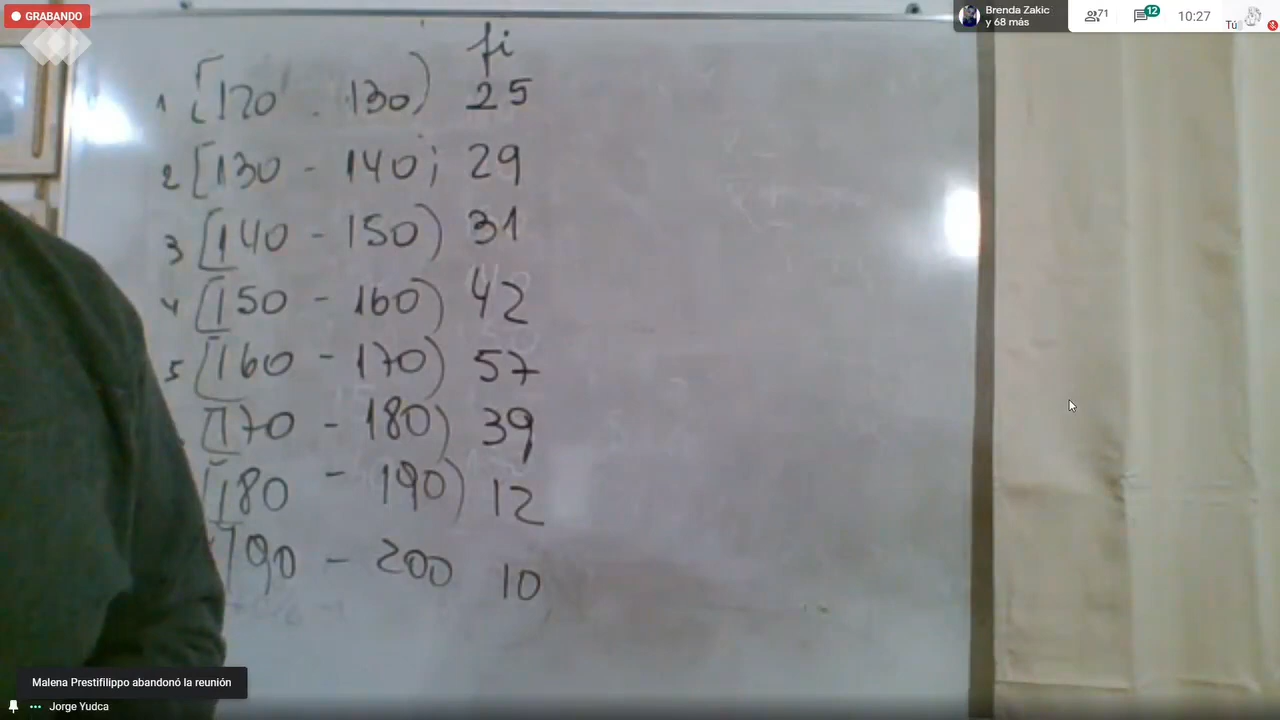 GRABANDO
Brenda Zakic
y 68 más
71
12
10:27
Tú
fi
1 [120 - 130) 25
2 [130 - 140) 29
3 [140 - 150) 31
4 [150 - 160) 42
5 [160 - 170) 57
[170 - 180) 39
[180 - 190) 12
[190 - 200 10
Malena Prestifilippo abandonó la reunión
Jorge Yudca